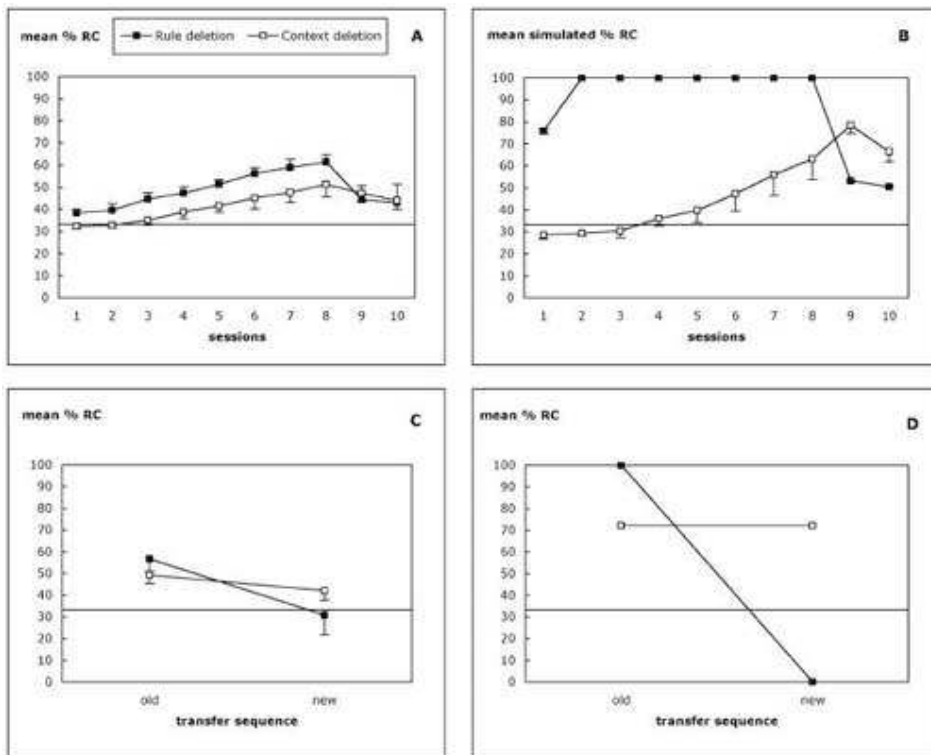 mean % RC
Rule deletion
Context deletion
A
100
90
80
70
60
50
40
30
20
10
0
1 2 3 4 5 6 7 8 9 10
sessions
mean simulated % RC
B
100
90
80
70
60
50
40
30
20
10
0
1 2 3 4 5 6 7 8 9 10
sessions
mean % RC
C
100
90
80
70
60
50
40
30
20
10
0
old new
transfer sequence
mean % RC
D
100
90
80
70
60
50
40
30
20
10
0
old new
transfer sequence